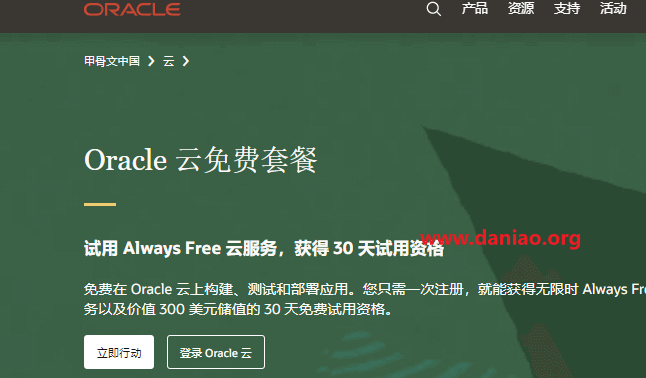 ORACLE
产品 资源 支持 活动
甲骨文中国 > 云 >
Oracle 云免费套餐
www.daniao.org
试用 Always Free 云服务，获得 30 天试用资格
免费在 Oracle 云上构建、测试和部署应用。您只需一次注册，就能获得无限时 Always Fr
务以及价值 300 美元储值的 30 天免费试用资格。
立即行动 登录 Oracle 云